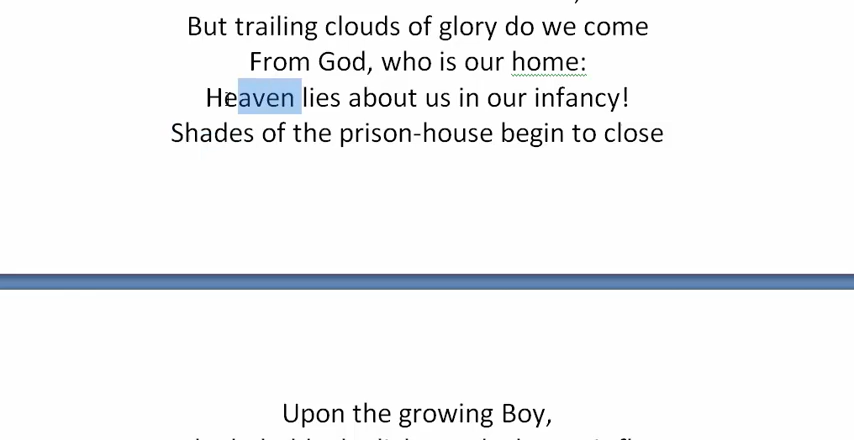 But trailing clouds of glory do we come
From God, who is our home:
Heaven lies about us in our infancy!
Shades of the prison-house begin to close
Upon the growing Boy,